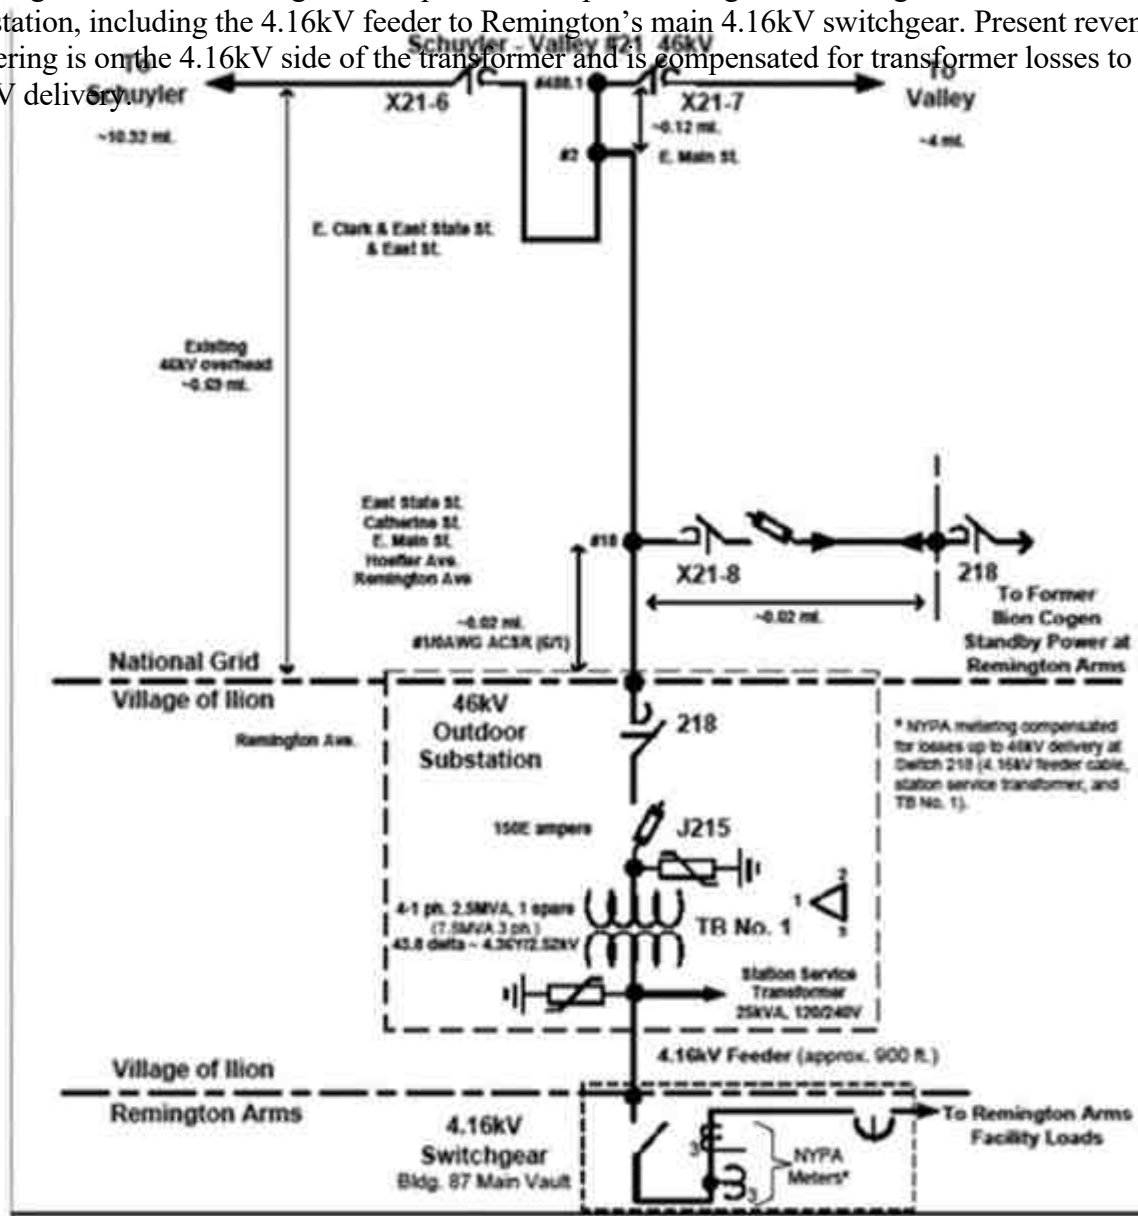 station, including the 4.16kV feeder to Remington's main 4.16kV switchgear. Present reven
ering is on the 4.16kV side of the transformer and is compensated for transformer losses to
V delivery.
Schuyler - Valley #21 46kV
To
Schuyler
~10.32 mi.
X21-6
X21-7
To
Valley
~4 mi.
~0.12 mi.
#2
E. Main St.
E. Clark & East State St.
& East St.
Existing
46kV overhead
East State St.
Catherine St.
E. Main St.
Hoefler Ave.
Remington Ave
#18
X21-8
218
~0.02 mi.
To Former
Ilion Cogen
Standby Power at
Remington Arms
~0.02 mi.
#1/0AWG ACSR (6/1)
National Grid
Village of Ilion
Remington Ave.
46kV
Outdoor
Substation
218
* NYPA metering compensated
for losses up to 46kV delivery at
Switch 218 (4.16kV feeder cable,
station service transformer, and
TB No. 1).
150E ampere
J215
4-1 ph. 2.5MVA, 1 spare
(7.5MVA 3 ph.)
43.8 delta ~ 4.36Y/2.52kV
TB No. 1
1
2
3
Station Service
Transformer
25kVA, 120/240V
4.16kV Feeder (approx. 900 ft.)
Village of Ilion
Remington Arms
4.16kV
Switchgear
Bldg. 87 Main Vault
3
3
NYPA
Meters*
To Remington Arms
Facility Loads